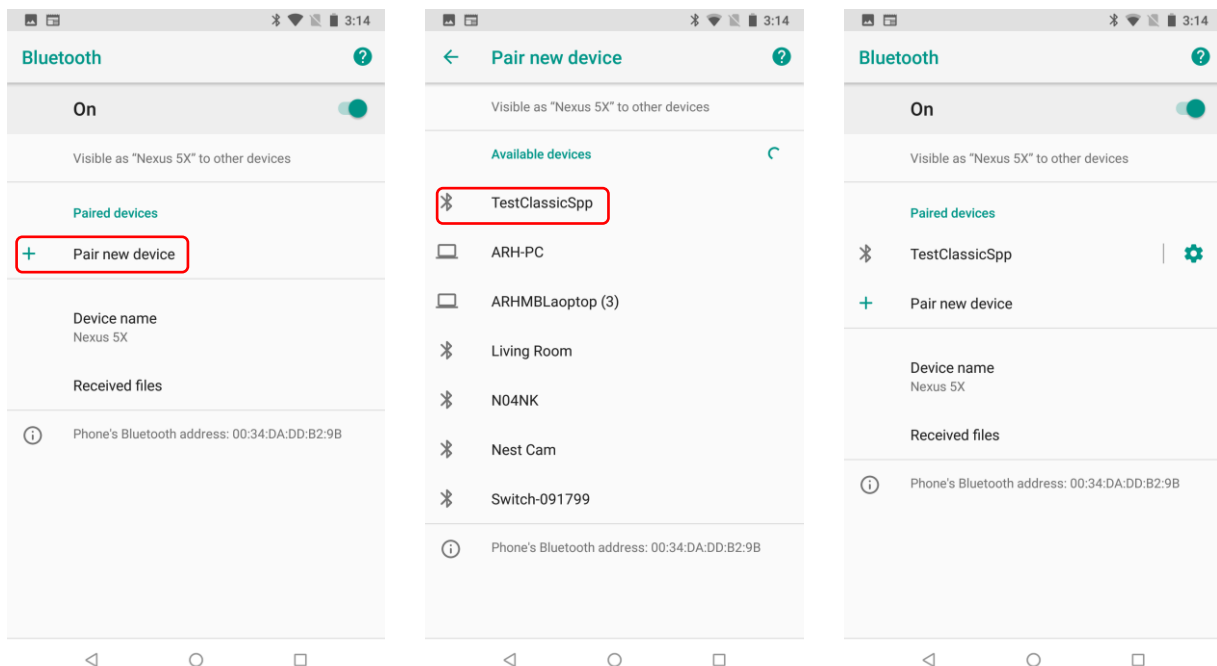 3:14
Bluetooth
On
Visible as “Nexus 5X” to other devices
Paired devices
Pair new device
Device name
Nexus 5X
Received files
Phone's Bluetooth address: 00:34:DA:DD:B2:9B
3:14
Pair new device
Visible as “Nexus 5X” to other devices
Available devices
TestClassicSpp
ARH-PC
ARHMBLaoptop (3)
Living Room
N04NK
Nest Cam
Switch-091799
Phone's Bluetooth address: 00:34:DA:DD:B2:9B
3:14
Bluetooth
On
Visible as “Nexus 5X” to other devices
Paired devices
TestClassicSpp
Pair new device
Device name
Nexus 5X
Received files
Phone's Bluetooth address: 00:34:DA:DD:B2:9B